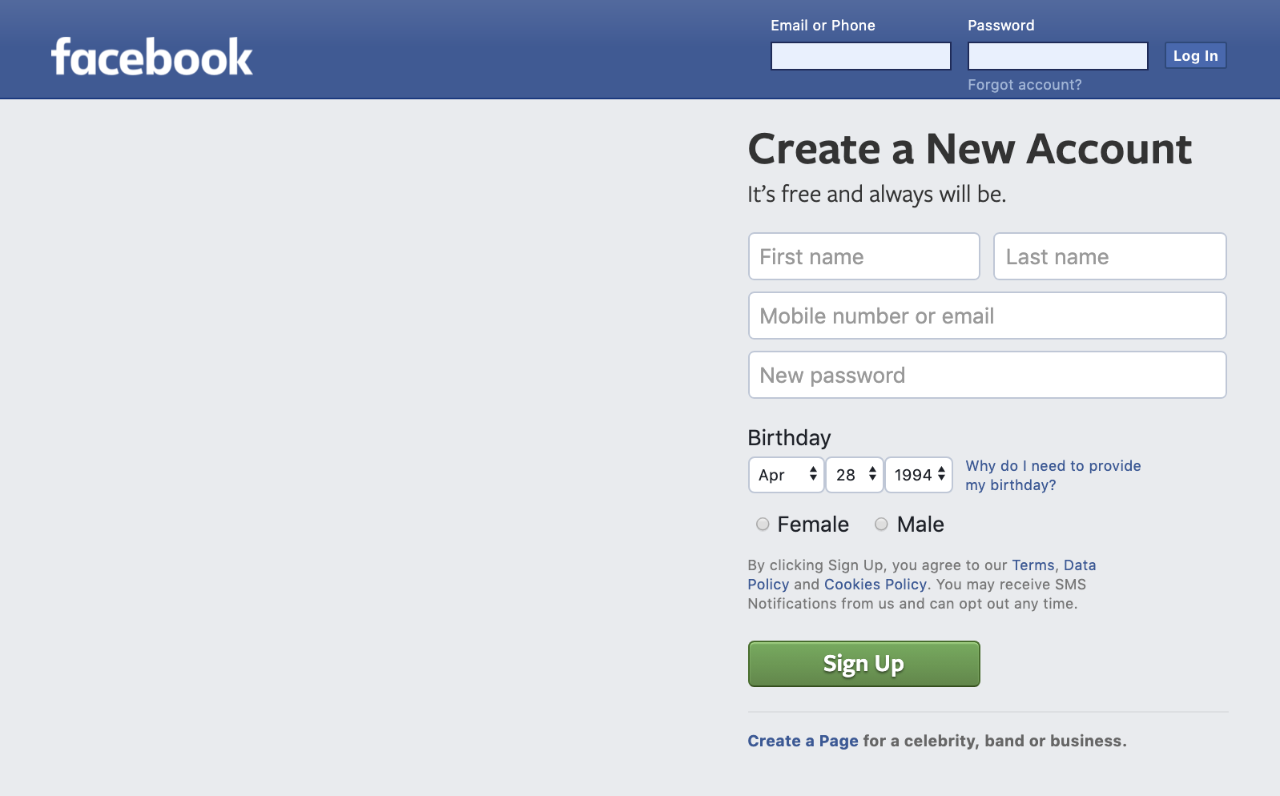 facebook
Email or Phone
Password
Log In
Forgot account?
Create a New Account
It's free and always will be.
First name
Last name
Mobile number or email
New password
Birthday
Apr
28
1994
Why do I need to provide
my birthday?
Female
Male
By clicking Sign Up, you agree to our Terms, Data
Policy and Cookies Policy. You may receive SMS
Notifications from us and can opt out any time.
Sign Up
Create a Page for a celebrity, band or business.